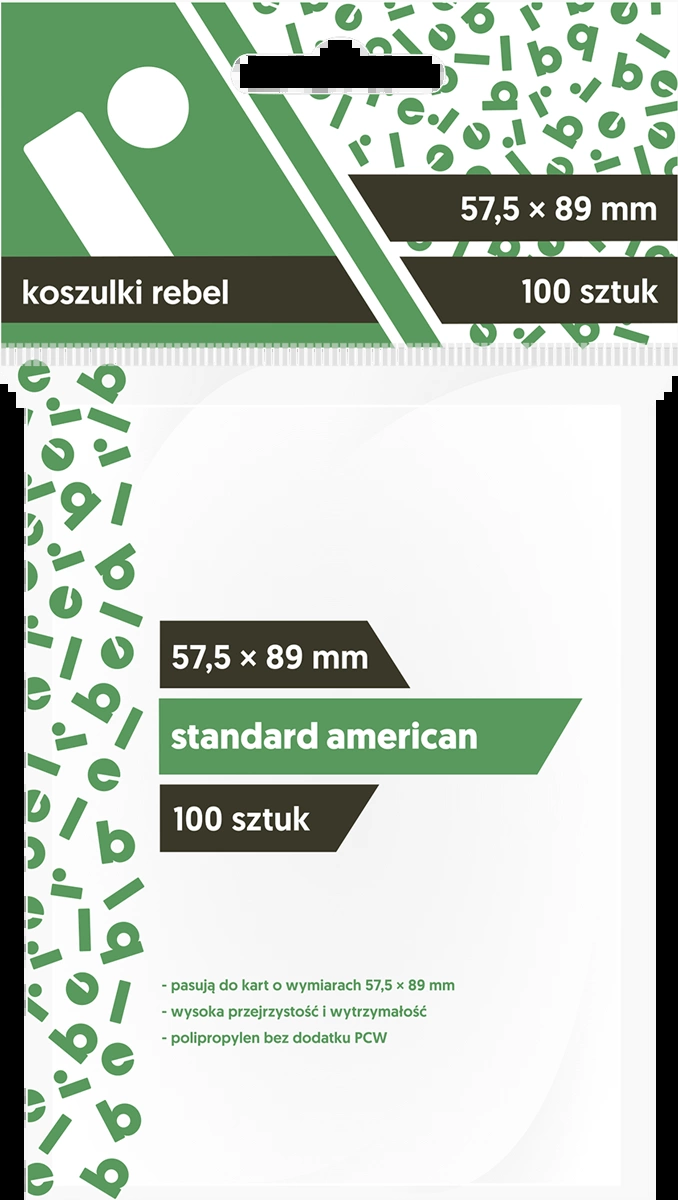 57,5 × 89 mm
koszulki rebel
100 sztuk
57,5 × 89 mm
standard american
100 sztuk
- pasują do kart o wymiarach 57,5 × 89 mm
- wysoka przejrzystość i wytrzymałość
- polipropylen bez dodatku PCW